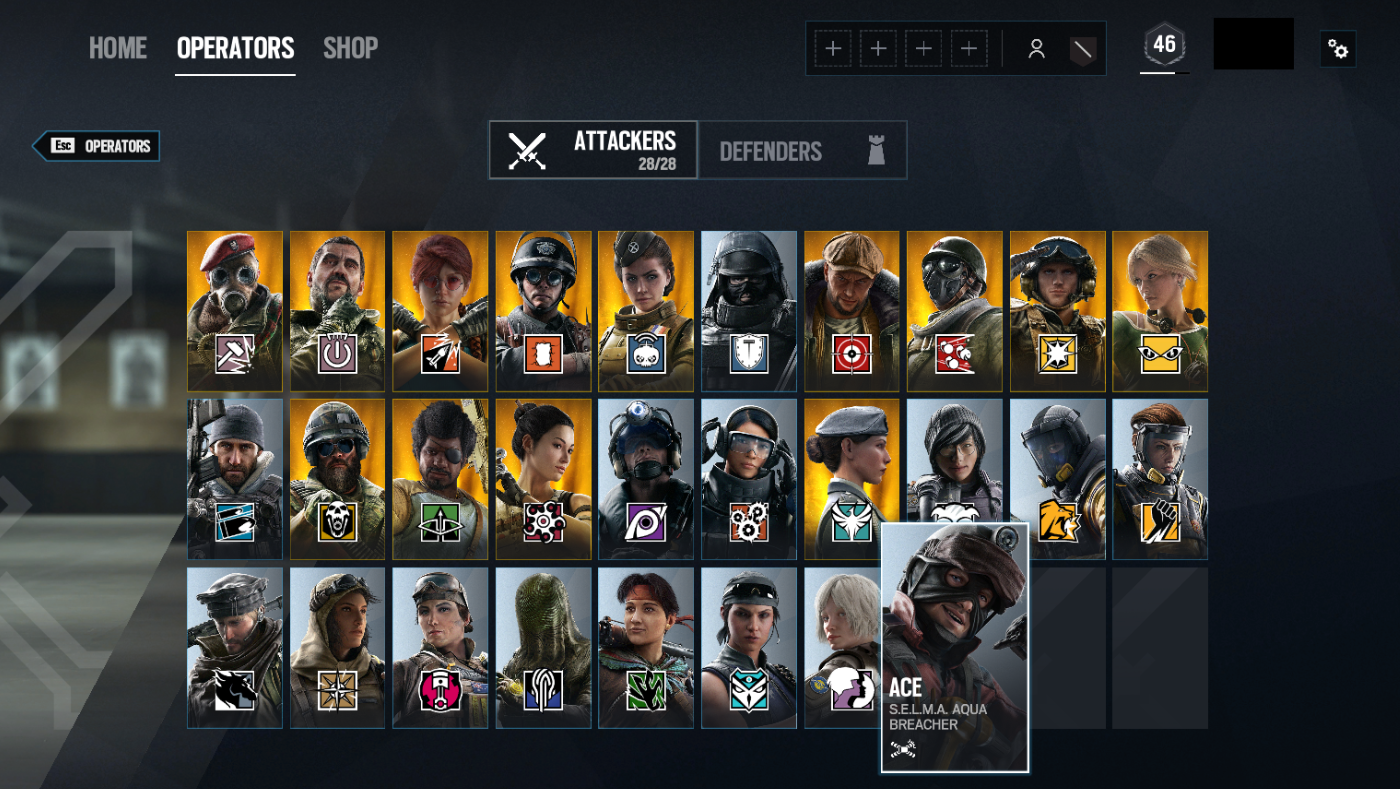 HOME OPERATORS SHOP
46
Esc OPERATORS
ATTACKERS
28/28
DEFENDERS
ACE
S.E.L.M.A. AQUA
BREACHER